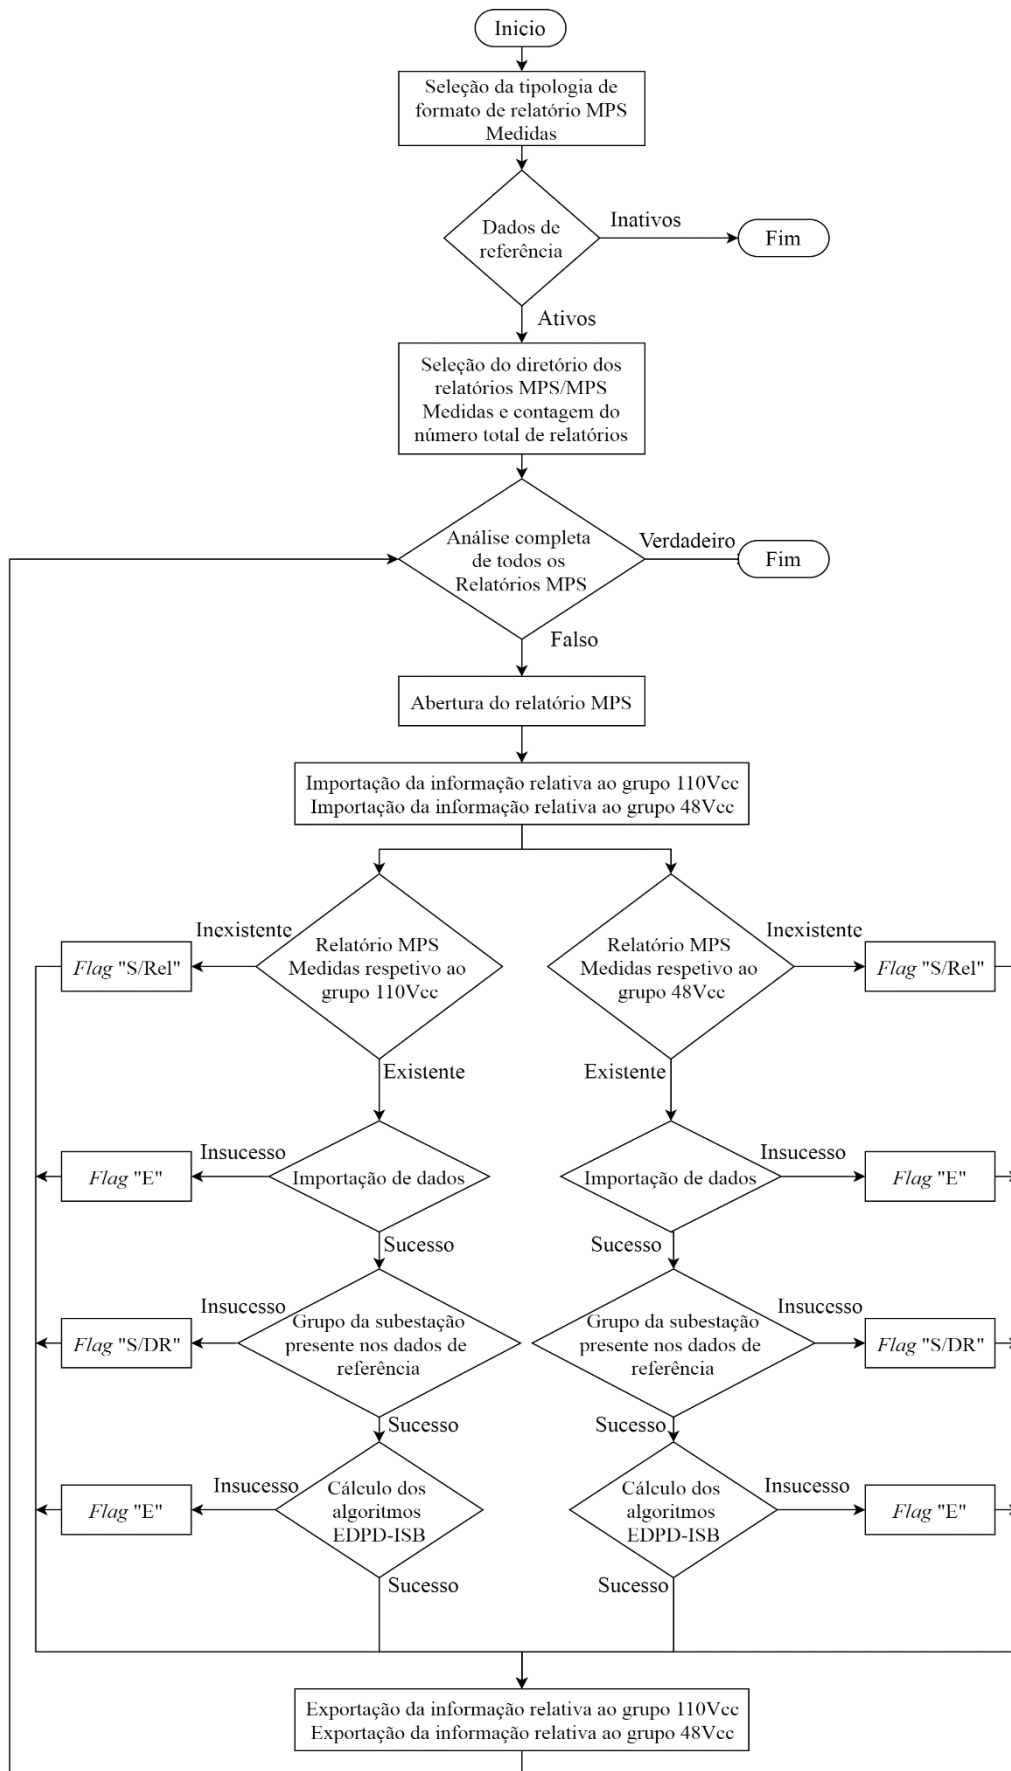 Inicio
Seleção da tipologia de
formato de relatório MPS
Medidas
Dados de
referência
Inativos
Fim
Ativos
Seleção do diretório dos
relatórios MPS/MPS
Medidas e contagem do
número total de relatórios
Análise completa
de todos os
Relatórios MPS
Verdadeiro
Fim
Falso
Abertura do relatório MPS
Importação da informação relativa ao grupo 110Vcc
Importação da informação relativa ao grupo 48Vcc
Relatório MPS
Medidas respetivo ao
grupo 110Vcc
Inexistente
Flag "S/Rel"
Existente
Importação de dados
Insucesso
Flag "E"
Sucesso
Grupo da subestação
presente nos dados de
referência
Insucesso
Flag "S/DR"
Sucesso
Cálculo dos
algoritmos
EDPD-ISB
Insucesso
Flag "E"
Sucesso
Relatório MPS
Medidas respetivo ao
grupo 48Vcc
Inexistente
Flag "S/Rel"
Existente
Importação de dados
Insucesso
Flag "E"
Sucesso
Grupo da subestação
presente nos dados de
referência
Insucesso
Flag "S/DR"
Sucesso
Cálculo dos
algoritmos
EDPD-ISB
Insucesso
Flag "E"
Sucesso
Exportação da informação relativa ao grupo 110Vcc
Exportação da informação relativa ao grupo 48Vcc